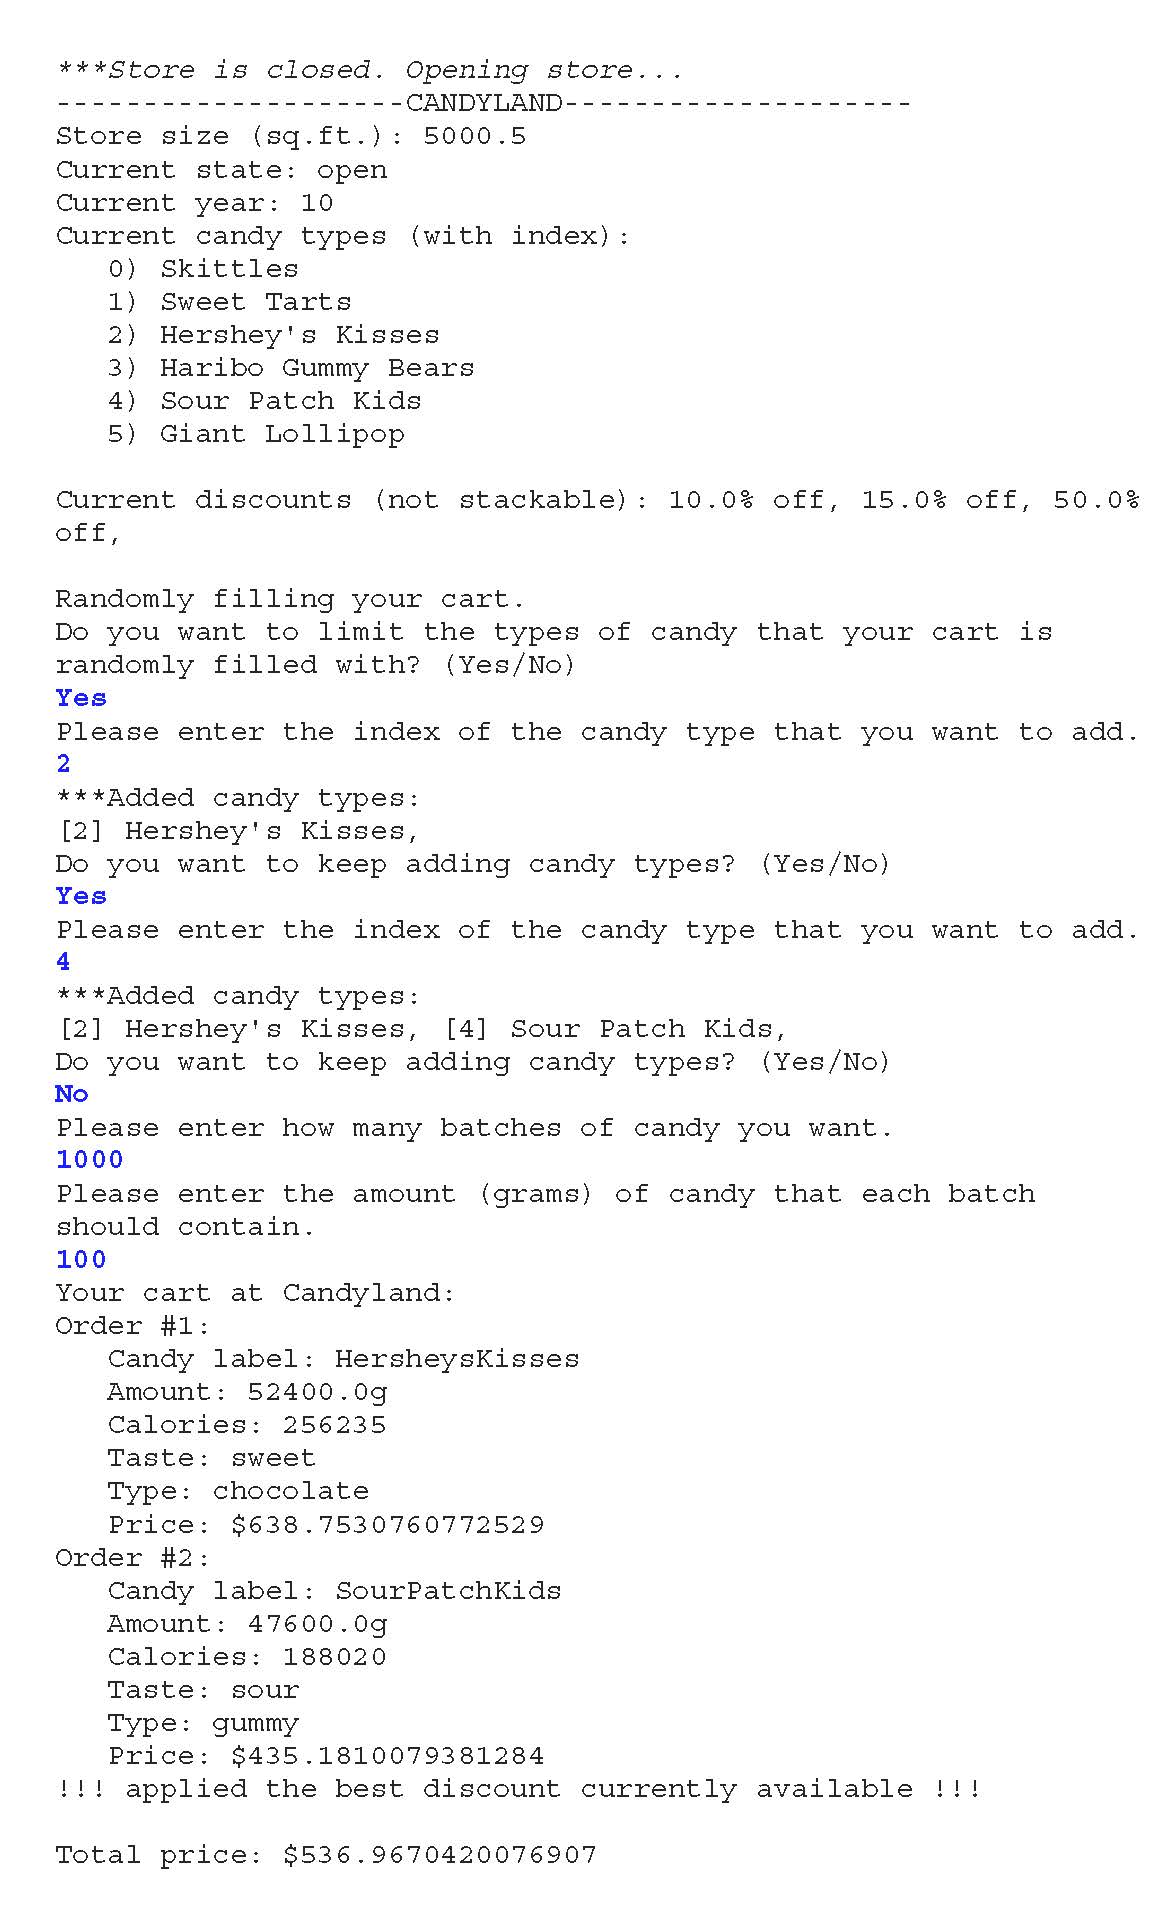 ***Store is closed. Opening store...
--------------------CANDYLAND--------------------
Store size (sq.ft.): 5000.5
Current state: open
Current year: 10
Current candy types (with index):
   0) Skittles
   1) Sweet Tarts
   2) Hershey's Kisses
   3) Haribo Gummy Bears
   4) Sour Patch Kids
   5) Giant Lollipop

Current discounts (not stackable): 10.0% off, 15.0% off, 50.0%
off,

Randomly filling your cart.
Do you want to limit the types of candy that your cart is
randomly filled with? (Yes/No)
Yes
Please enter the index of the candy type that you want to add.
2
***Added candy types:
[2] Hershey's Kisses,
Do you want to keep adding candy types? (Yes/No)
Yes
Please enter the index of the candy type that you want to add.
4
***Added candy types:
[2] Hershey's Kisses, [4] Sour Patch Kids,
Do you want to keep adding candy types? (Yes/No)
No
Please enter how many batches of candy you want.
1000
Please enter the amount (grams) of candy that each batch
should contain.
100
Your cart at Candyland:
Order #1:
   Candy label: HersheysKisses
   Amount: 52400.0g
   Calories: 256235
   Taste: sweet
   Type: chocolate
   Price: $638.7530760772529
Order #2:
   Candy label: SourPatchKids
   Amount: 47600.0g
   Calories: 188020
   Taste: sour
   Type: gummy
   Price: $435.1810079381284
!!! applied the best discount currently available !!!

Total price: $536.9670420076907